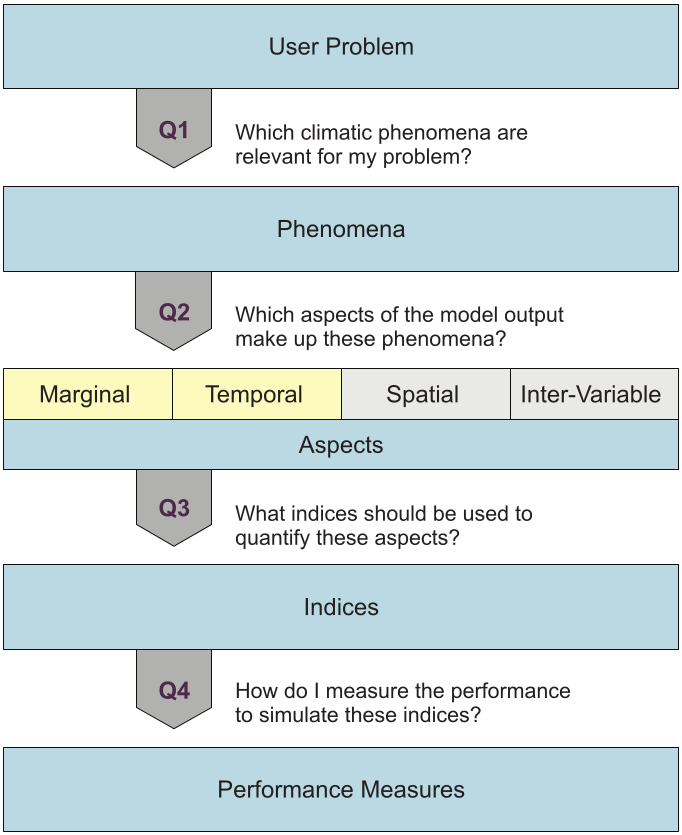 User Problem
Q1
Which climatic phenomena are
relevant for my problem?
Phenomena
Q2
Which aspects of the model output
make up these phenomena?
Marginal
Temporal
Spatial
Inter-Variable
Aspects
Q3
What indices should be used to
quantify these aspects?
Indices
Q4
How do I measure the performance
to simulate these indices?
Performance Measures